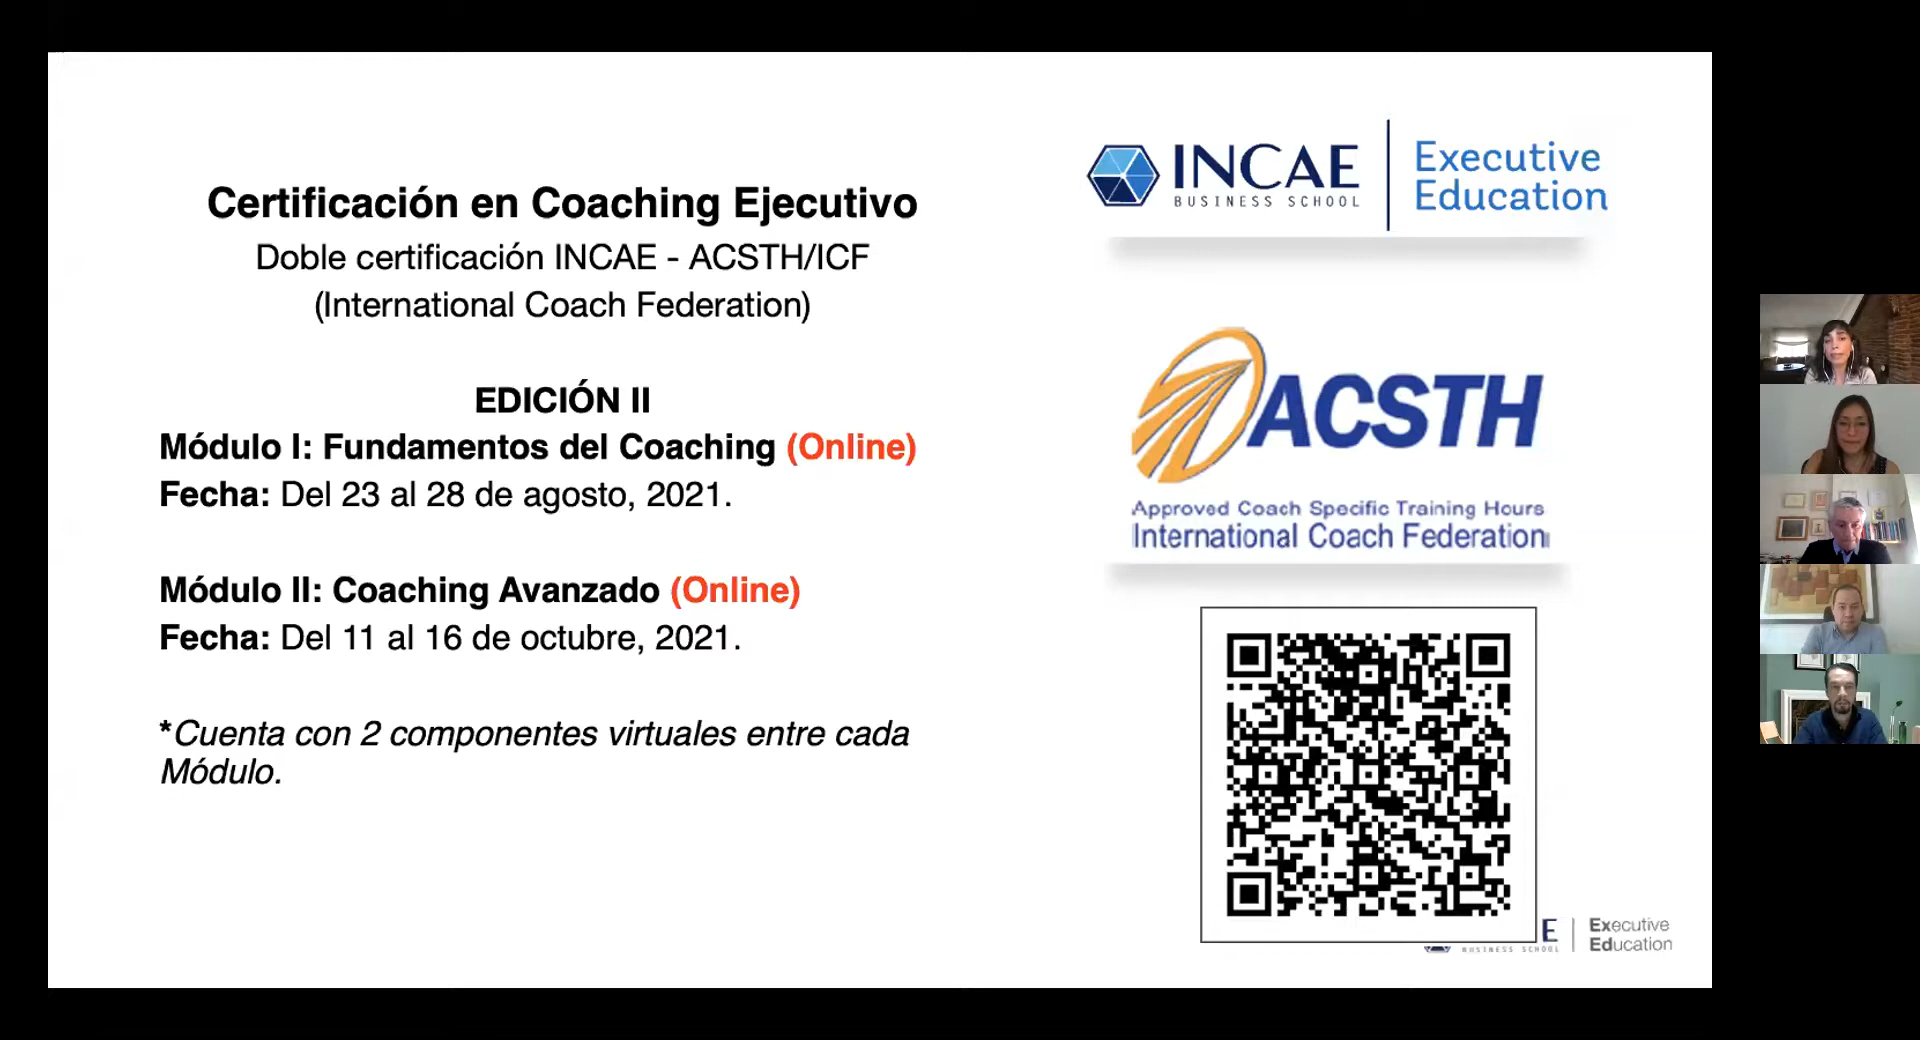 Certificación en Coaching Ejecutivo
Doble certificación INCAE - ACSTH/ICF
(International Coach Federation)
EDICIÓN II
Módulo I: Fundamentos del Coaching (Online)
Fecha: Del 23 al 28 de agosto, 2021.
Módulo II: Coaching Avanzado (Online)
Fecha: Del 11 al 16 de octubre, 2021.
*Cuenta con 2 componentes virtuales entre cada
Módulo.
INCAE
BUSINESS SCHOOL
Executive
Education
ACSTH
Approved Coach Specific Training Hours
International Coach Federation
E
BUSINESS SCHOOL
Executive
Education